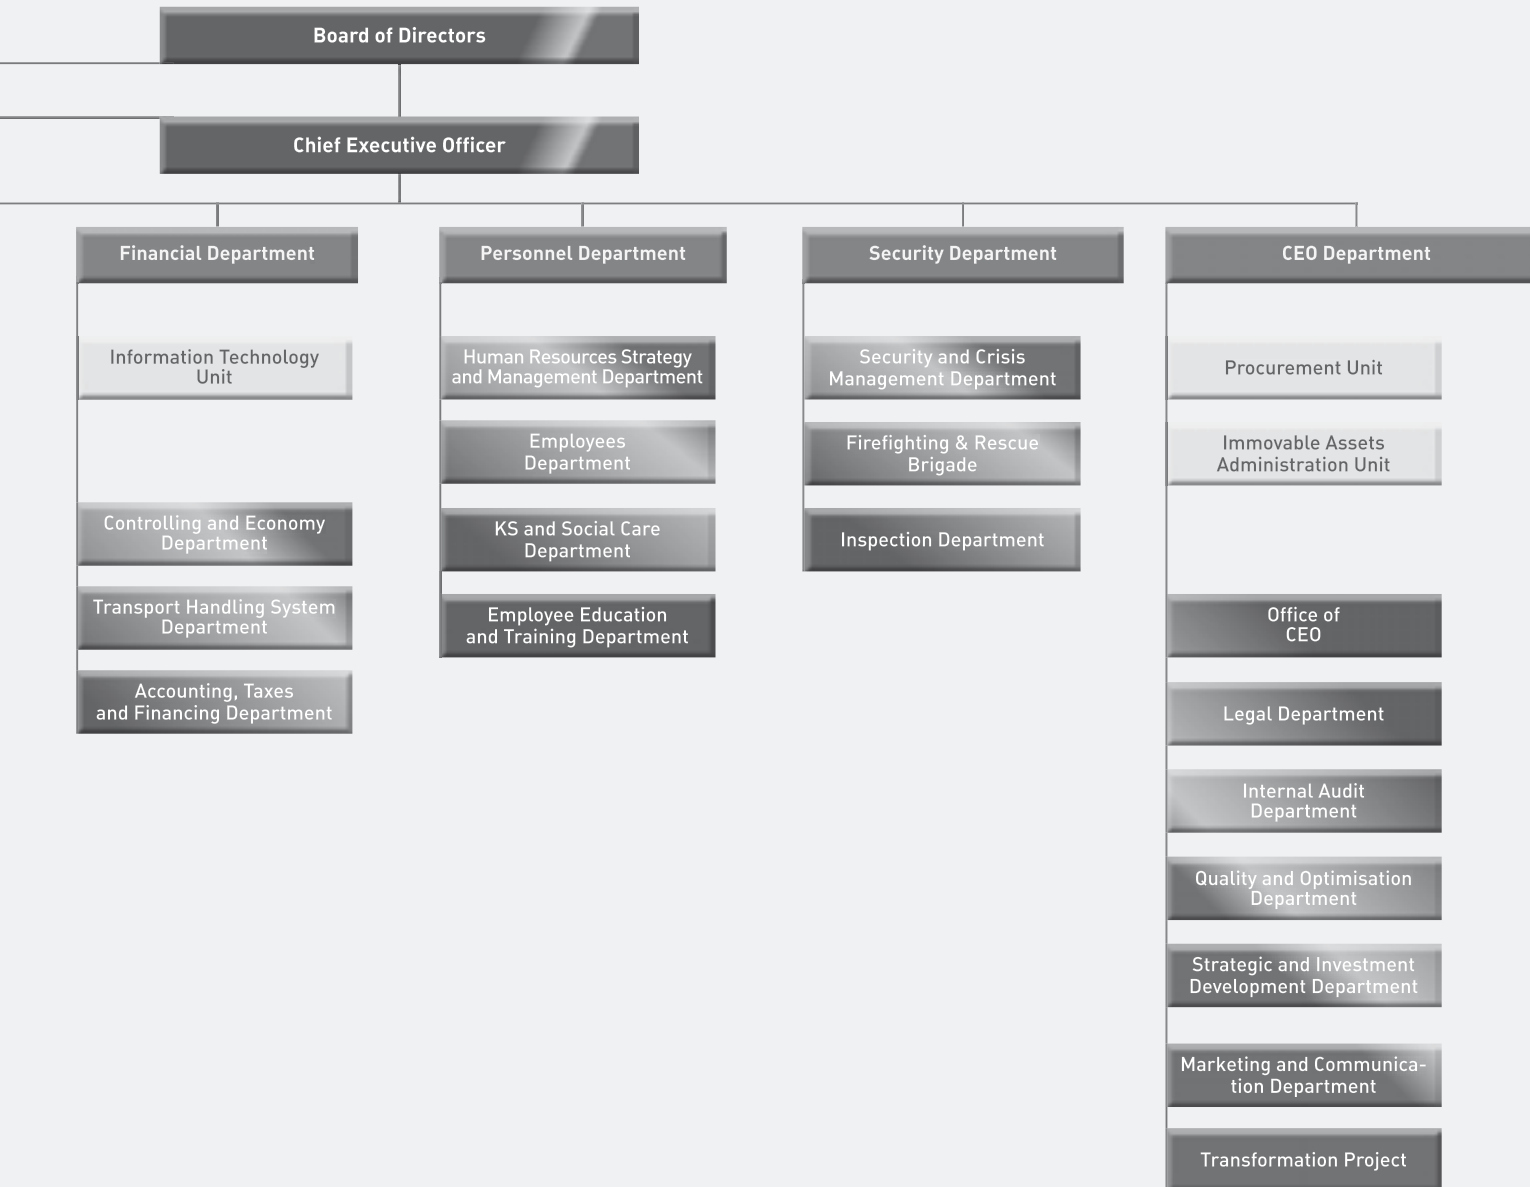 Board of Directors
Chief Executive Officer
Financial Department
Information Technology
Unit
Controlling and Economy
Department
Transport Handling System
Department
Accounting, Taxes
and Financing Department
Personnel Department
Human Resources Strategy
and Management Department
Employees
Department
KS and Social Care
Department
Employee Education
and Training Department
Security Department
Security and Crisis
Management Department
Firefighting & Rescue
Brigade
Inspection Department
CEO Department
Procurement Unit
Immovable Assets
Administration Unit
Office of
CEO
Legal Department
Internal Audit
Department
Quality and Optimisation
Department
Strategic and Investment
Development Department
Marketing and Communica-
tion Department
Transformation Project